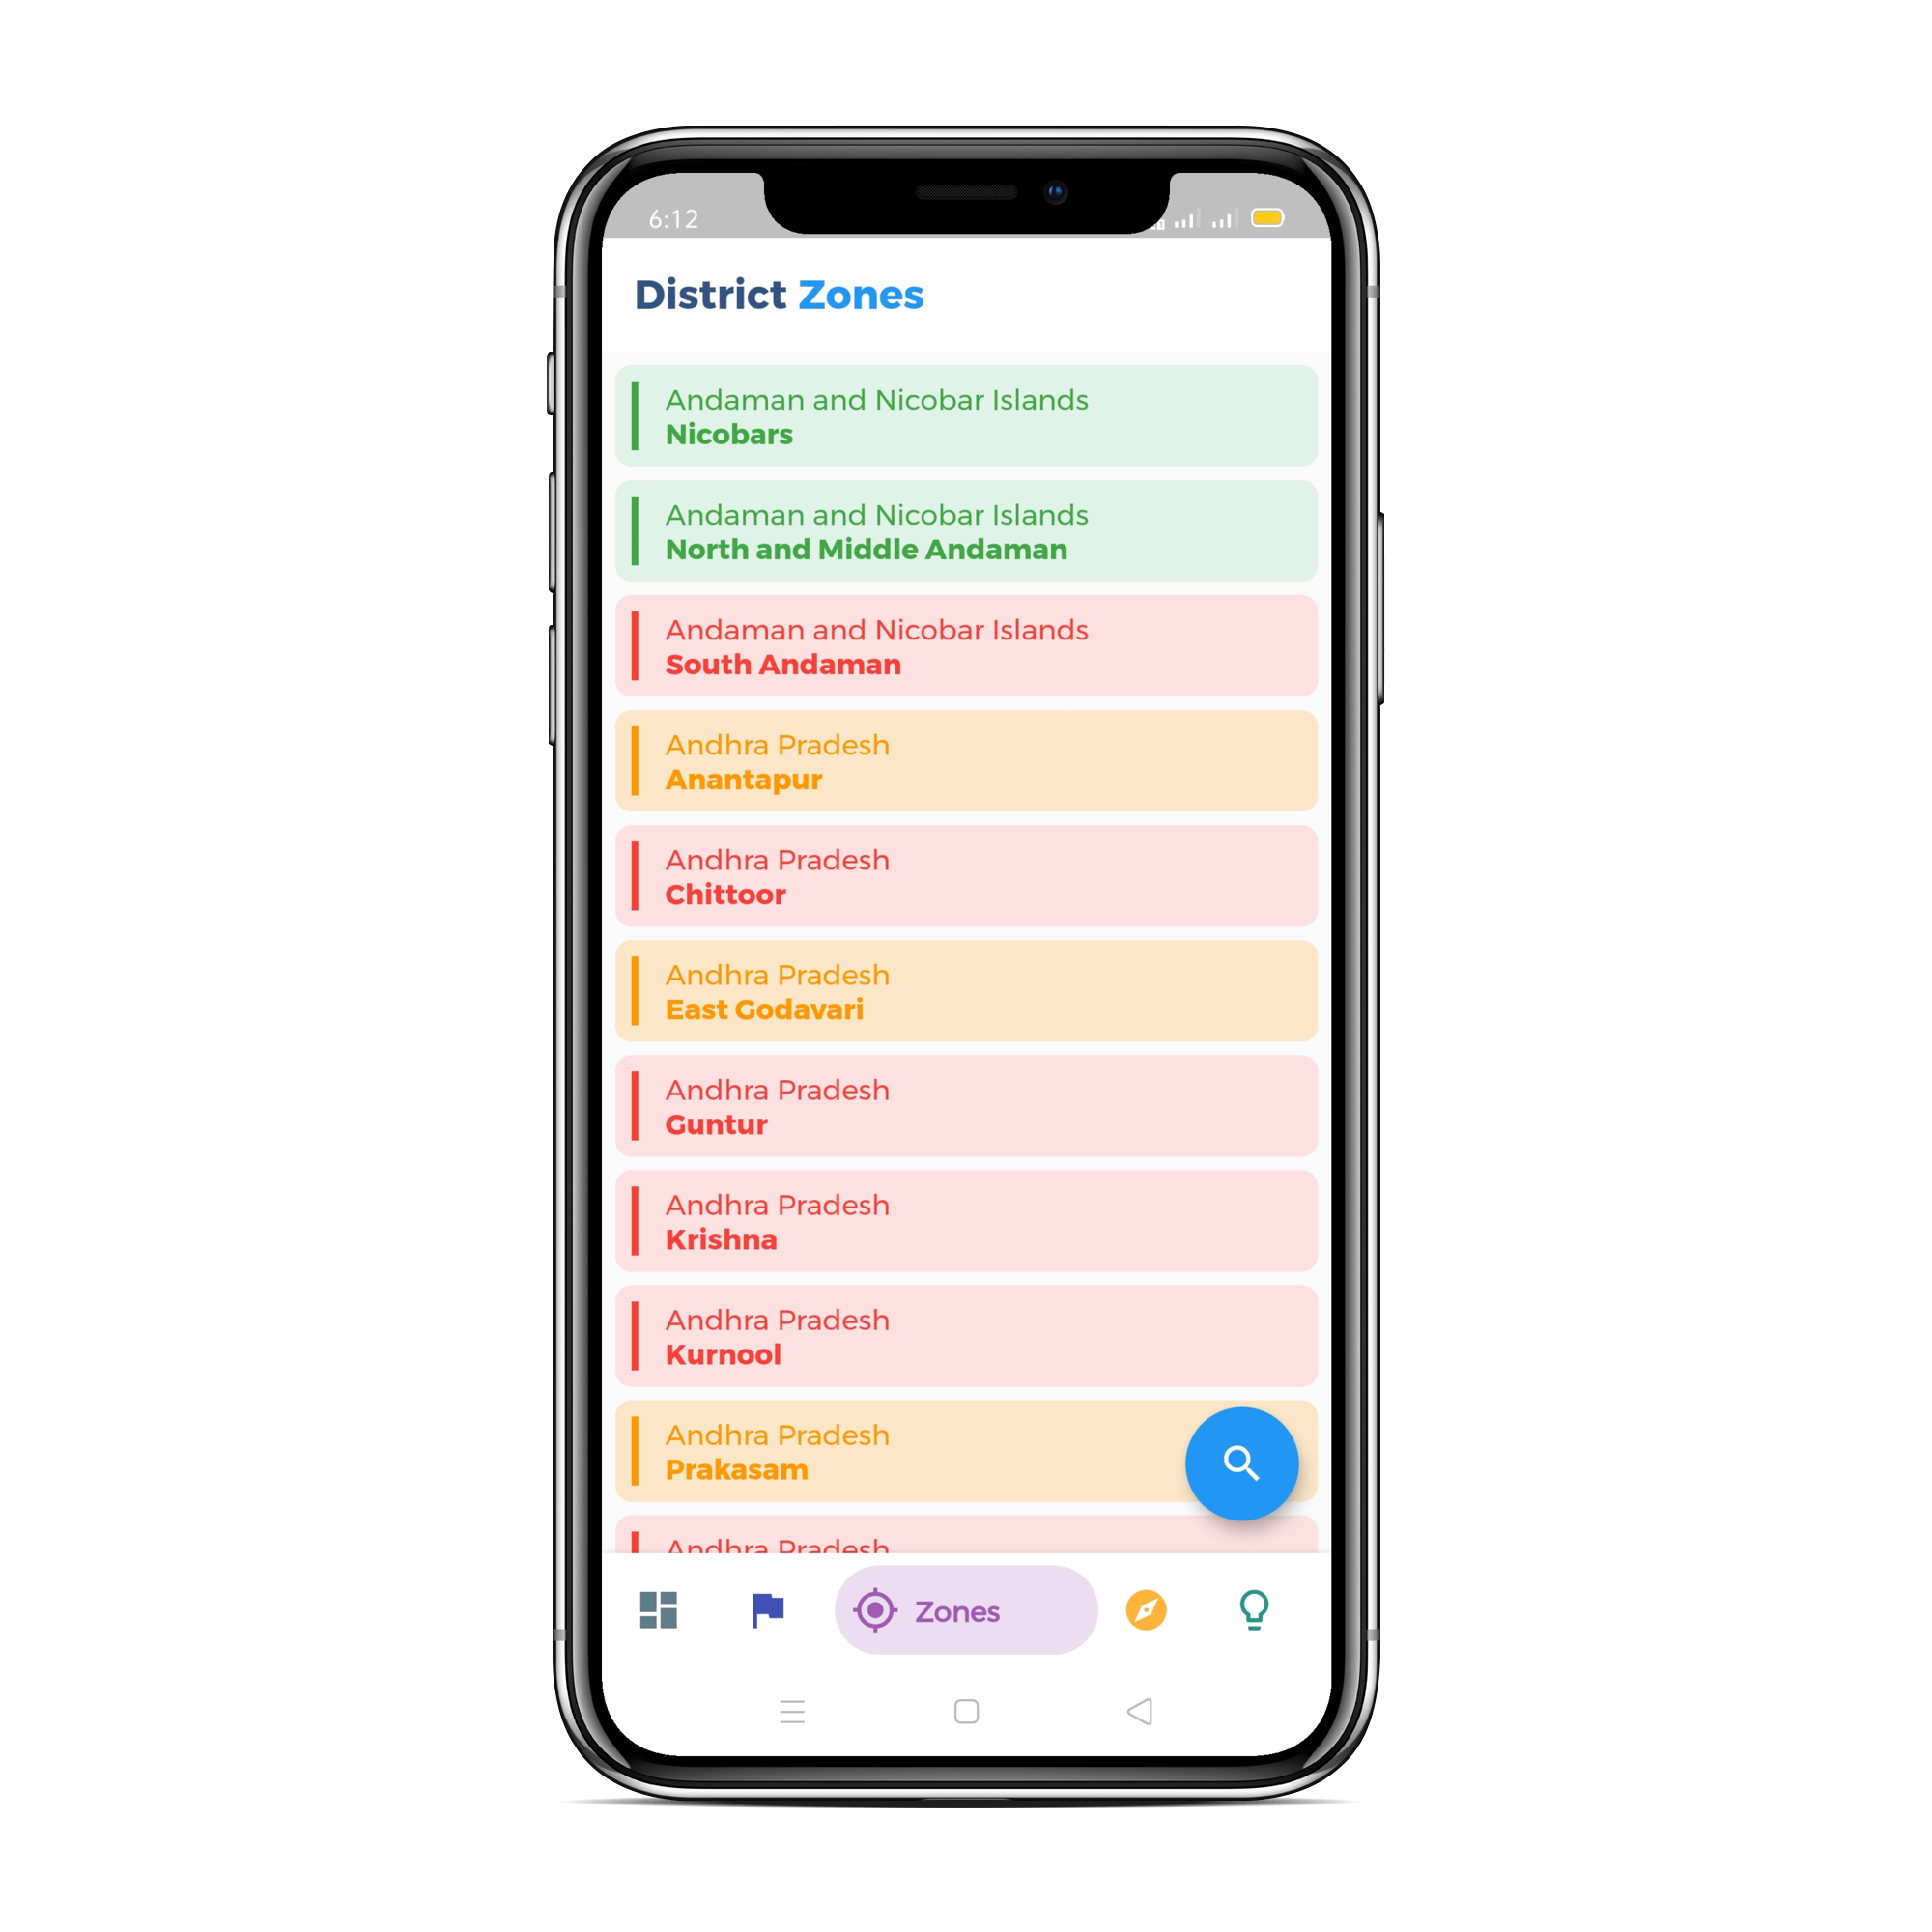 6:12
District Zones
Andaman and Nicobar Islands
Nicobars
Andaman and Nicobar Islands
North and Middle Andaman
Andaman and Nicobar Islands
South Andaman
Andhra Pradesh
Anantapur
Andhra Pradesh
Chittoor
Andhra Pradesh
East Godavari
Andhra Pradesh
Guntur
Andhra Pradesh
Krishna
Andhra Pradesh
Kurnool
Andhra Pradesh
Prakasam
Andhra Pradesh
Zones